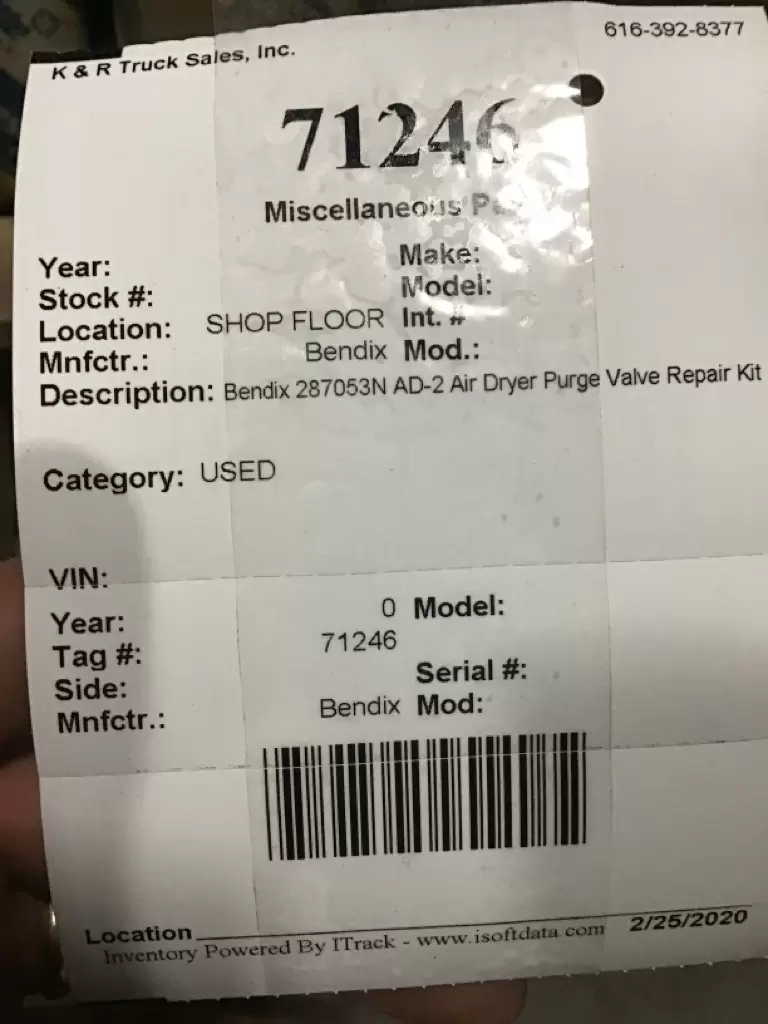 K & R Truck Sales, Inc.
616-392-8377
71246
Miscellaneous
Year:
Make:
Stock #:
Model:
Location: SHOP FLOOR Int. #
Mnfctr.: Bendix Mod.:
Description: Bendix 287053N AD-2 Air Dryer Purge Valve Repair Kit
Category: USED
VIN:
Year: 0 Model:
Tag #: 71246
Side: Serial #:
Mnfctr.: Bendix Mod:
Location
Inventory Powered By ITrack - www.isoftdata.com 2/25/2020